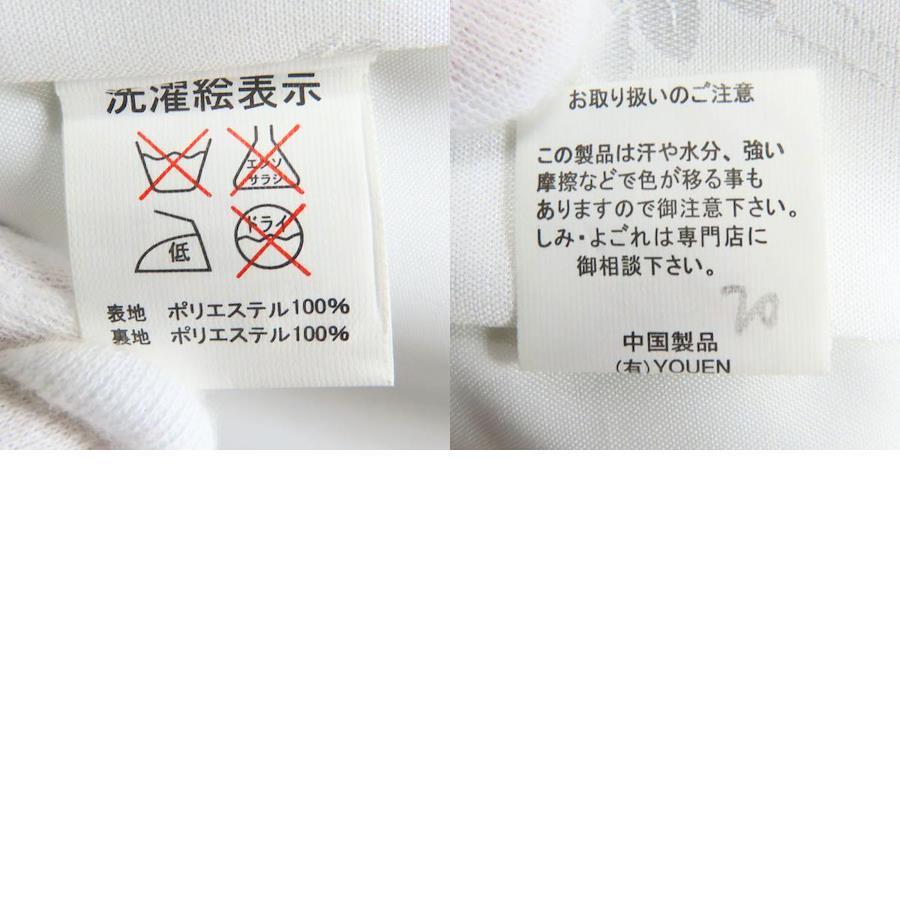 洗濯絵表示
エンソ
サラシ
低
ドライ
表地 ポリエステル100%
裏地 ポリエステル100%
お取り扱いのご注意
この製品は汗や水分、強い
摩擦などで色が移る事も
ありますので御注意下さい。
しみ・よごれは専門店に
御相談下さい。
中国製品
(有)YOUEN